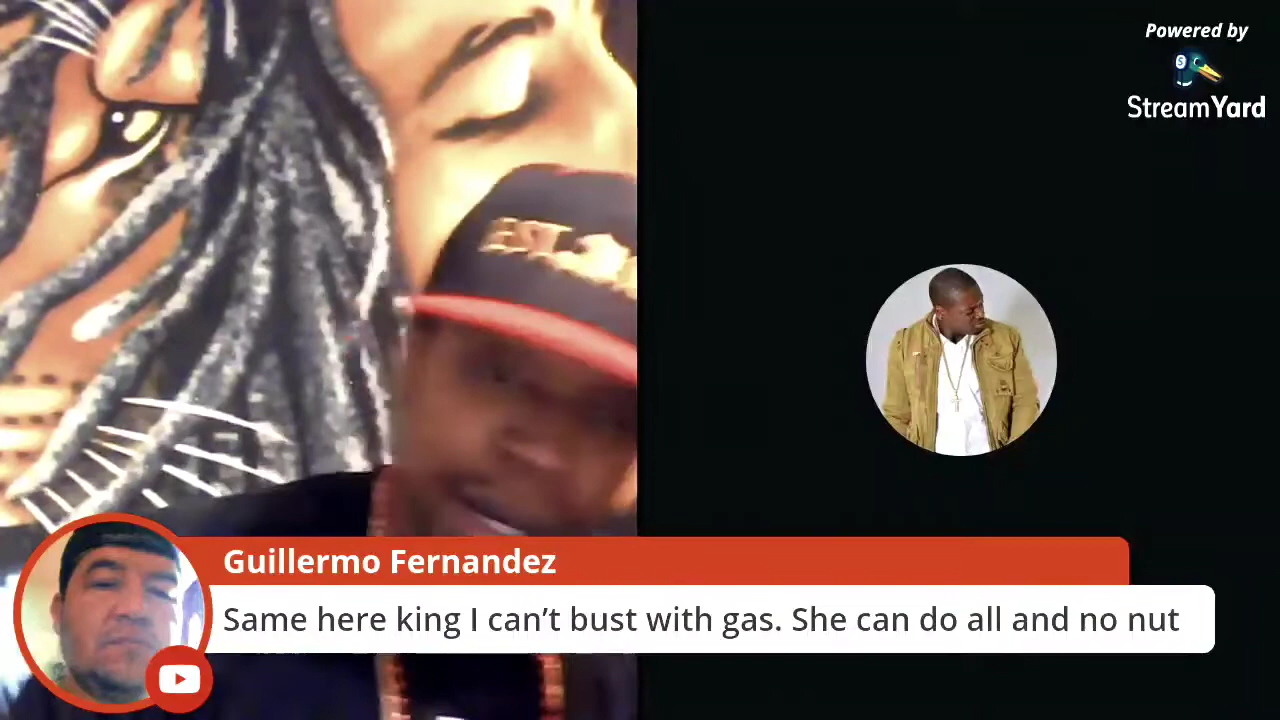 Powered by
StreamYard
EST
Guillermo Fernandez
Same here king I can’t bust with gas. She can do all and no nut